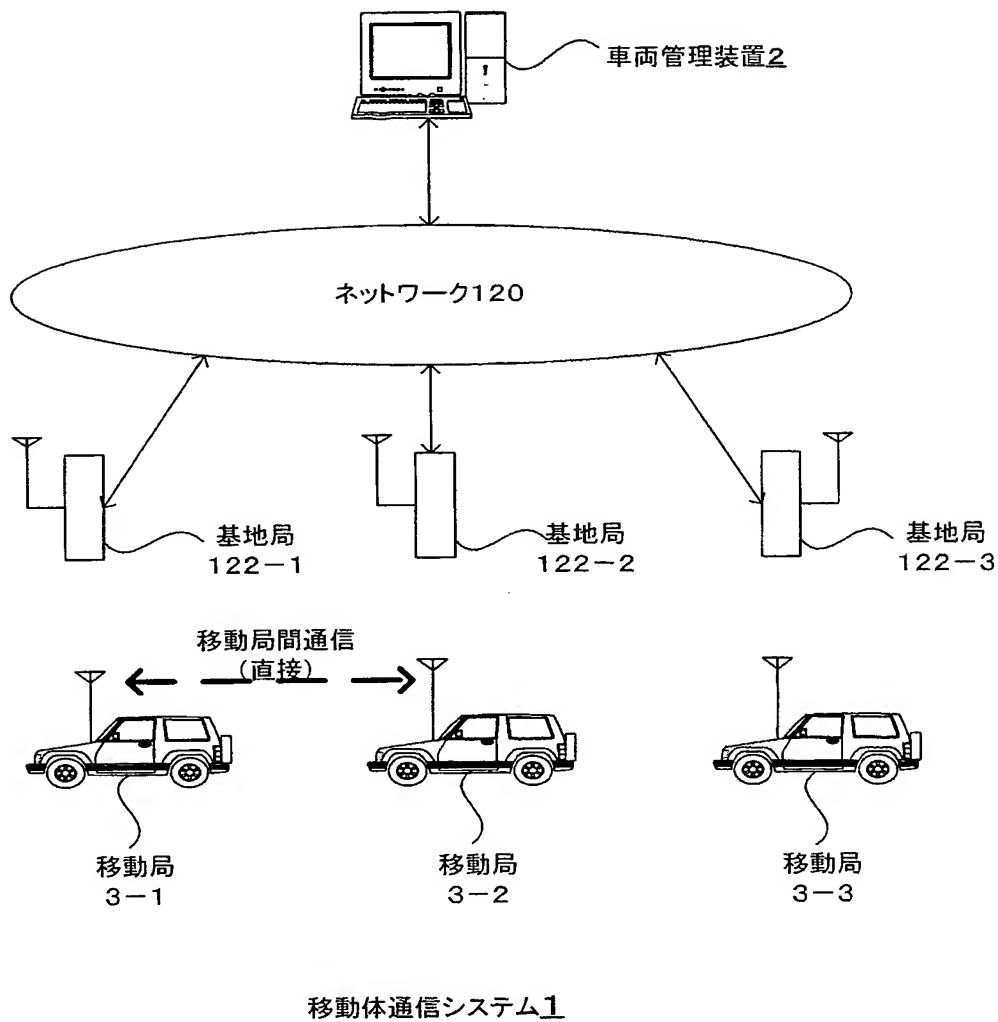 車両管理装置2
ネットワーク120
基地局
122-1
基地局
122-2
基地局
122-3
移動局間通信
(直接)
移動局
3-1
移動局
3-2
移動局
3-3
移動体通信システム1